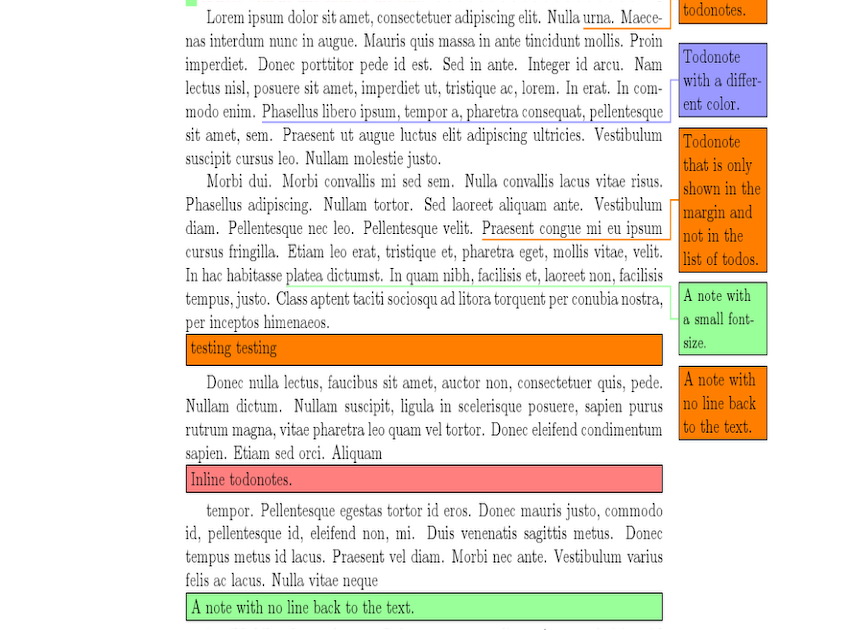 Lorem ipsum dolor sit amet, consectetuer adipiscing elit. Nulla urna. Maece-
nas interdum nunc in augue. Mauris quis massa in ante tincidunt mollis. Proin
imperdiet. Donec porttitor pede id est. Sed in ante. Integer id arcu. Nam
lectus nisl, posuere sit amet, imperdiet ut, tristique ac, lorem. In erat. In com-
modo enim. Phasellus libero ipsum, tempor a, pharetra consequat, pellentesque
sit amet, sem. Praesent ut augue luctus elit adipiscing ultricies. Vestibulum
suscipit cursus leo. Nullam molestie justo.
Morbi dui. Morbi convallis mi sed sem. Nulla convallis lacus vitae risus.
Phasellus adipiscing. Nullam tortor. Sed laoreet aliquam ante. Vestibulum
diam. Pellentesque nec leo. Pellentesque velit. Praesent congue mi eu ipsum
cursus fringilla. Etiam leo erat, tristique et, pharetra eget, mollis vitae, velit.
In hac habitasse platea dictumst. In quam nibh, facilisis et, laoreet non, facilisis
tempus, justo. Class aptent taciti sociosqu ad litora torquent per conubia nostra,
per inceptos himenaeos.
testing testing
Donec nulla lectus, faucibus sit amet, auctor non, consectetuer quis, pede.
Nullam dictum. Nullam suscipit, ligula in scelerisque posuere, sapien purus
rutrum magna, vitae pharetra leo quam vel tortor. Donec eleifend condimentum
sapien. Etiam sed orci. Aliquam
Inline todonotes.
tempor. Pellentesque egestas tortor id eros. Donec mauris justo, commodo
id, pellentesque id, eleifend non, mi. Duis venenatis sagittis metus. Donec
tempus metus id lacus. Praesent vel diam. Morbi nec ante. Vestibulum varius
felis ac lacus. Nulla vitae neque
A note with no line back to the text.
todonotes.
Todonote
with a differ-
ent color.
Todonote
that is only
shown in the
margin and
not in the
list of todos.
A note with
a small font-
size.
A note with
no line back
to the text.